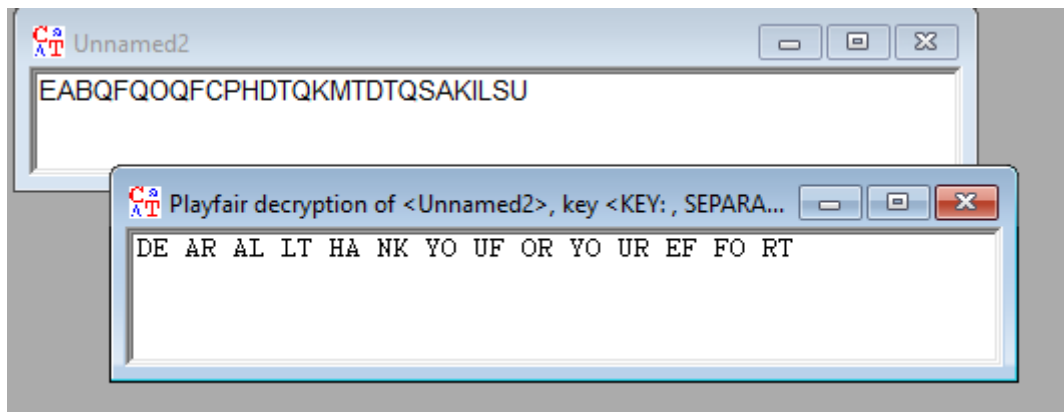 Unnamed2
EABQFQOQFCPHDTQKMTDTQSAKILSU
Playfair decryption of <Unnamed2>, key <KEY: , SEPARA...
DE AR AL LT HA NK YO UF OR YO UR EF FO RT